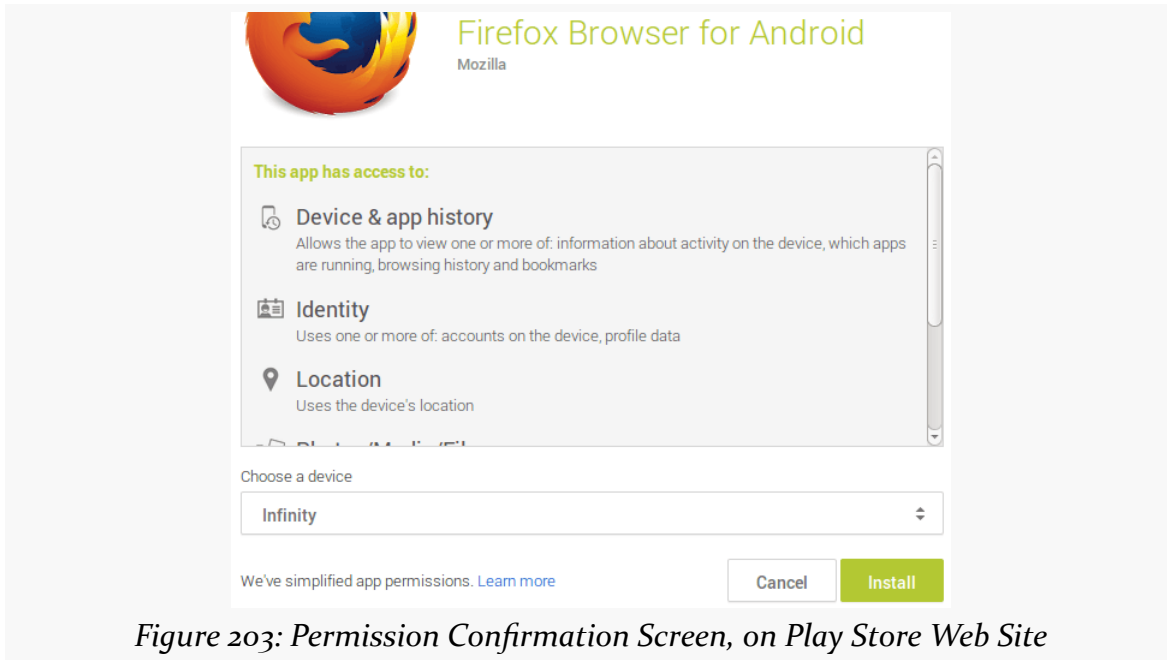 Firefox Browser for Android
Mozilla
This app has access to:
Device & app history
Allows the app to view one or more of: information about activity on the device, which apps
are running, browsing history and bookmarks
Identity
Uses one or more of: accounts on the device, profile data
Location
Uses the device's location
Choose a device
Infinity
We've simplified app permissions. Learn more
Cancel
Install
Figure 203: Permission Confirmation Screen, on Play Store Web Site